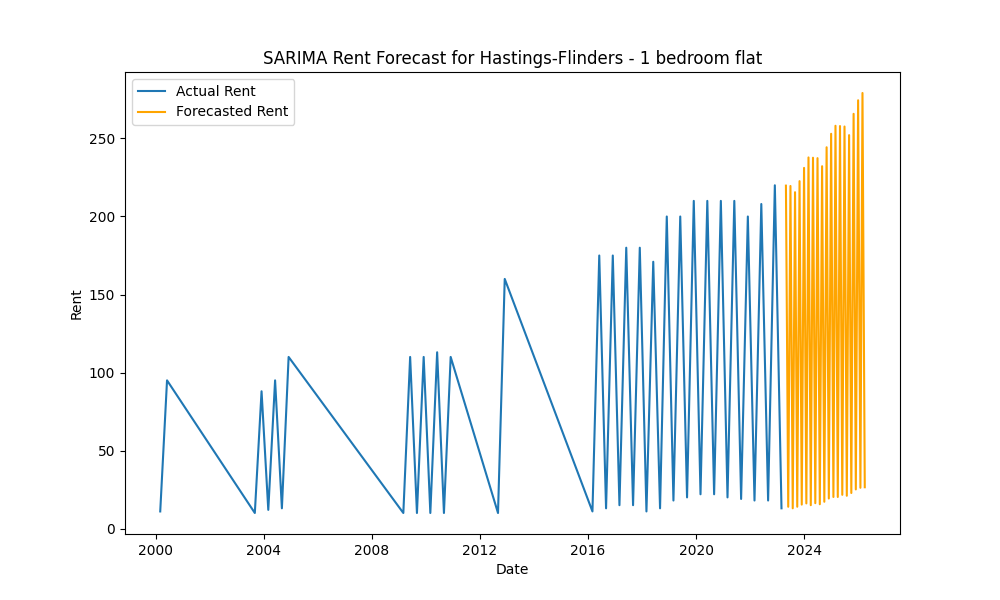 SARIMA Rent Forecast for Hastings-Flinders - 1 bedroom flat
Actual Rent
Forecasted Rent
250
200
150
100
50
0
Rent
2000 2004 2008 2012 2016 2020 2024
Date